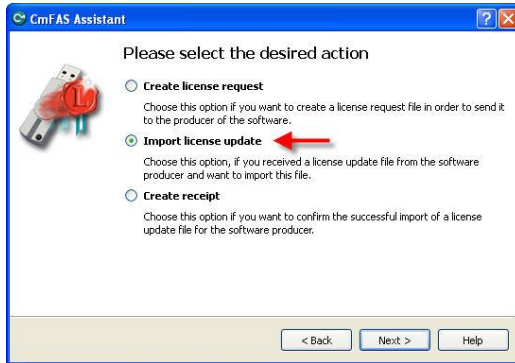 CmFAS Assistant
Please select the desired action
Create license request
Choose this option if you want to create a license request file in order to send it
to the producer of the software.
Import license update
Choose this option, if you received a license update file from the software
producer and want to import this file.
Create receipt
Choose this option if you want to confirm the successful import of a license
update file for the software producer.
< Back Next > Help